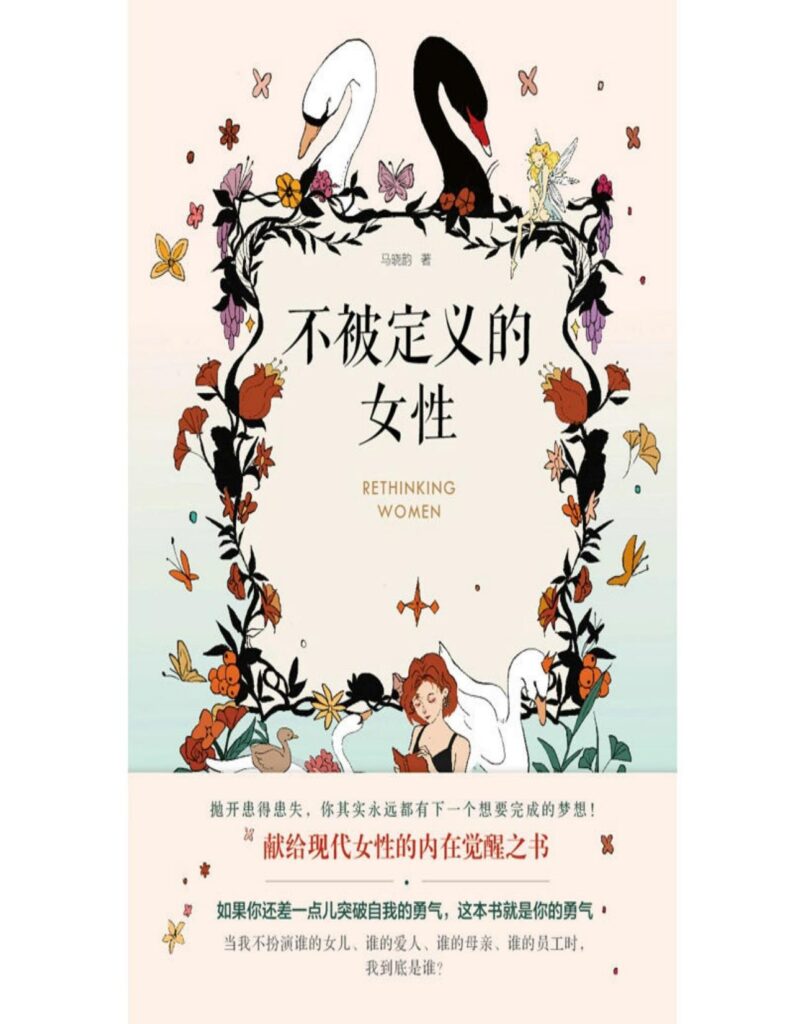 马晓韵 著
不被定义的
女性
RETHINKING
WOMEN
抛开患得患失，你其实永远都有下一个想要完成的梦想！
献给现代女性的内在觉醒之书
如果你还差一点儿突破自我的勇气，这本书就是你的勇气
当我不扮演谁的女儿、谁的爱人、谁的母亲、谁的员工时，
我到底是谁？